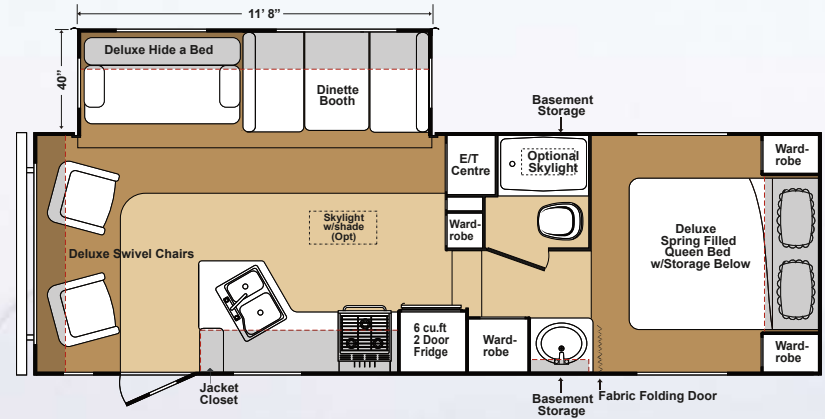 11' 8"
40"
Deluxe Hide a Bed
Dinette
Booth
Basement
Storage
E/T
Centre
Optional
Skylight
Ward-
robe
Skylight
w/shade
(Opt)
Ward-
robe
Deluxe
Spring Filled
Queen Bed
w/Storage Below
Deluxe Swivel Chairs
6 cu.ft
2 Door
Fridge
Ward-
robe
Ward-
robe
Jacket
Closet
Basement
Storage
Fabric Folding Door